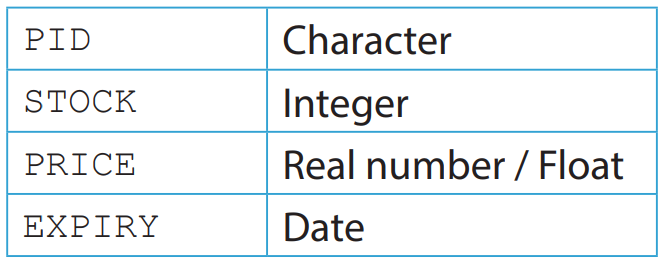 PID Character
STOCK Integer
PRICE Real number / Float
EXPIRY Date